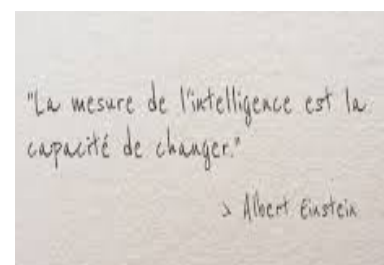 "La mesure de l'intelligence est la
capacité de changer."
> Albert Einstein